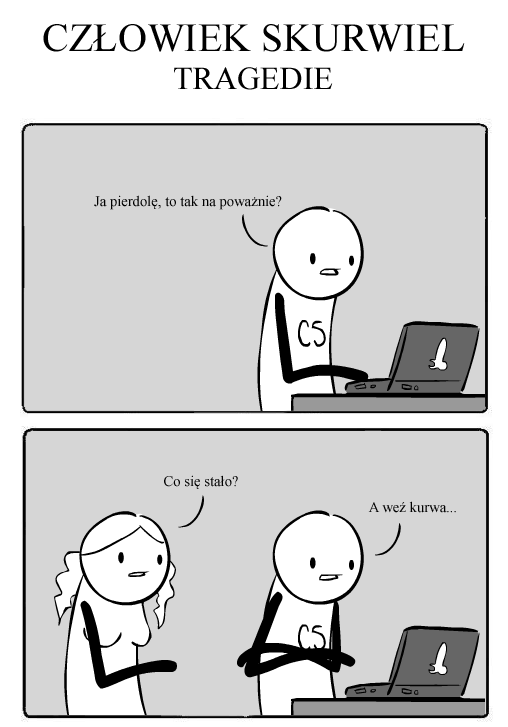 CZŁOWIEK SKURWIEL
TRAGEDIE
Ja pierdolę, to tak na poważnie?
CS
Co się stało?
A weź kurwa...
CS